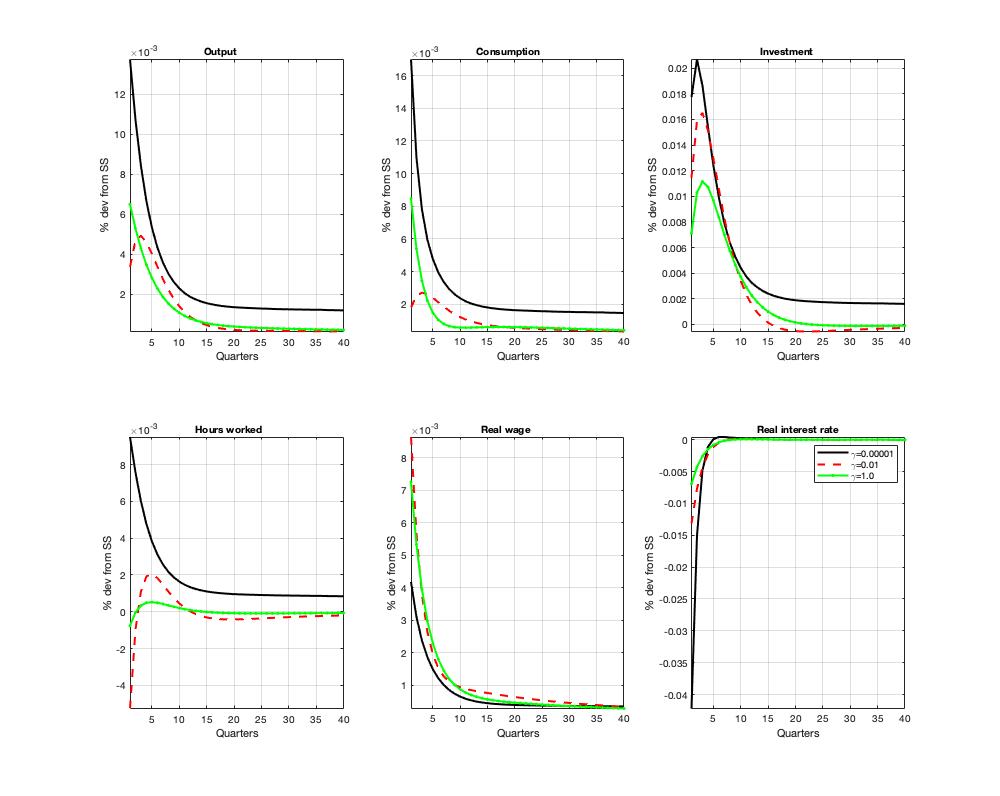 ×10⁻³
Output
% dev from SS
12
10
8
6
4
2
5 10 15 20 25 30 35 40
Quarters
×10⁻³
Consumption
% dev from SS
16
14
12
10
8
6
4
2
5 10 15 20 25 30 35 40
Quarters
Investment
% dev from SS
0.02
0.018
0.016
0.014
0.012
0.01
0.008
0.006
0.004
0.002
0
5 10 15 20 25 30 35 40
Quarters
×10⁻³
Hours worked
% dev from SS
8
6
4
2
0
-2
-4
5 10 15 20 25 30 35 40
Quarters
×10⁻³
Real wage
% dev from SS
8
7
6
5
4
3
2
1
5 10 15 20 25 30 35 40
Quarters
Real interest rate
% dev from SS
0
-0.005
-0.01
-0.015
-0.02
-0.025
-0.03
-0.035
-0.04
γ=0.00001
γ=0.01
γ=1.0
5 10 15 20 25 30 35 40
Quarters